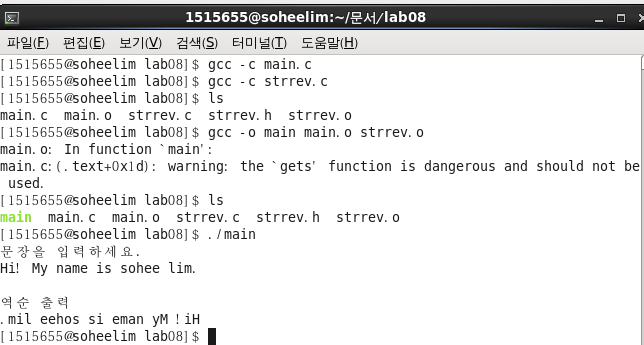 1515655@soheelim:~/문서/lab08
파일(F) 편집(E) 보기(V) 검색(S) 터미널(T) 도움말(H)
[1515655@soheelim lab08]$ gcc -c main.c
[1515655@soheelim lab08]$ gcc -c strrev.c
[1515655@soheelim lab08]$ ls
main.c  main.o  strrev.c  strrev.h  strrev.o
[1515655@soheelim lab08]$ gcc -o main main.o strrev.o
main.o: In function `main':
main.c:(.text+0x1d): warning: the `gets' function is dangerous and should not be
 used.
[1515655@soheelim lab08]$ ls
main  main.c  main.o  strrev.c  strrev.h  strrev.o
[1515655@soheelim lab08]$ ./main
문장을 입력하세요.
Hi! My name is sohee lim.
역순 출력
.mil eehos si eman yM !iH
[1515655@soheelim lab08]$